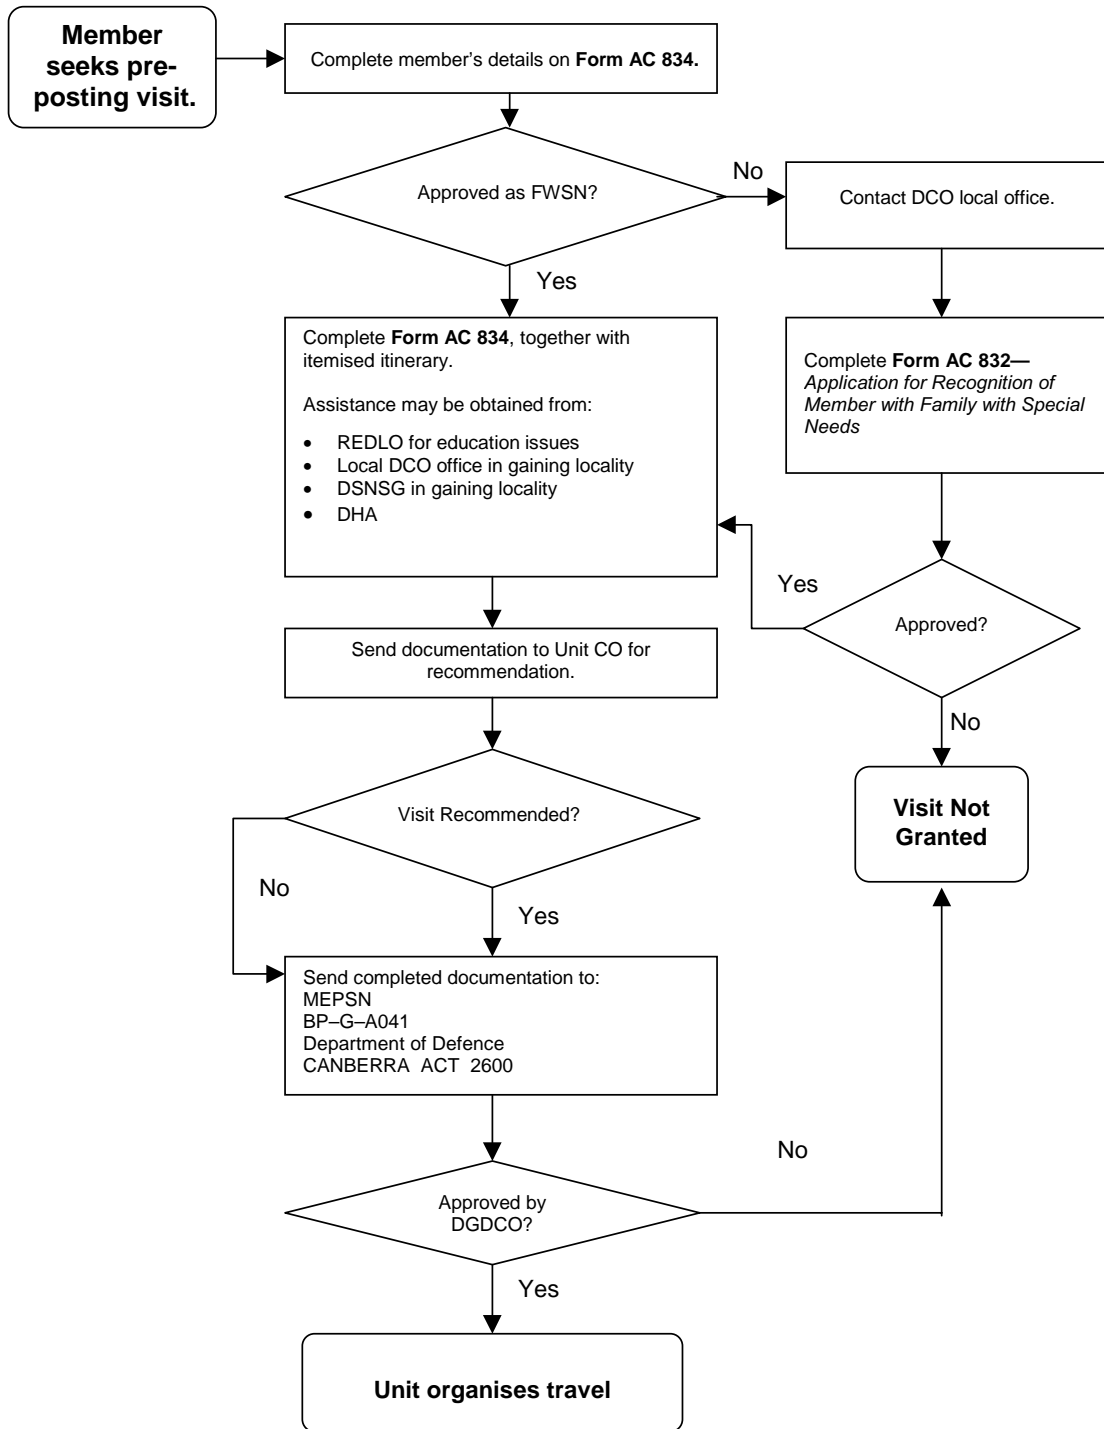 Member
seeks pre-
posting visit.
Complete member’s details on Form AC 834.
Approved as FWSN?
No
Contact DCO local office.
Yes
Complete Form AC 834, together with
itemised itinerary.
Assistance may be obtained from:
• REDLO for education issues
• Local DCO office in gaining locality
• DSNSG in gaining locality
• DHA
Complete Form AC 832—
Application for Recognition of
Member with Family with Special
Needs
Yes
Approved?
Send documentation to Unit CO for
recommendation.
No
Visit Recommended?
Visit Not
Granted
No
Yes
Send completed documentation to:
MEPSN
BP–G–A041
Department of Defence
CANBERRA ACT 2600
No
Approved by
DGDCO?
Yes
Unit organises travel